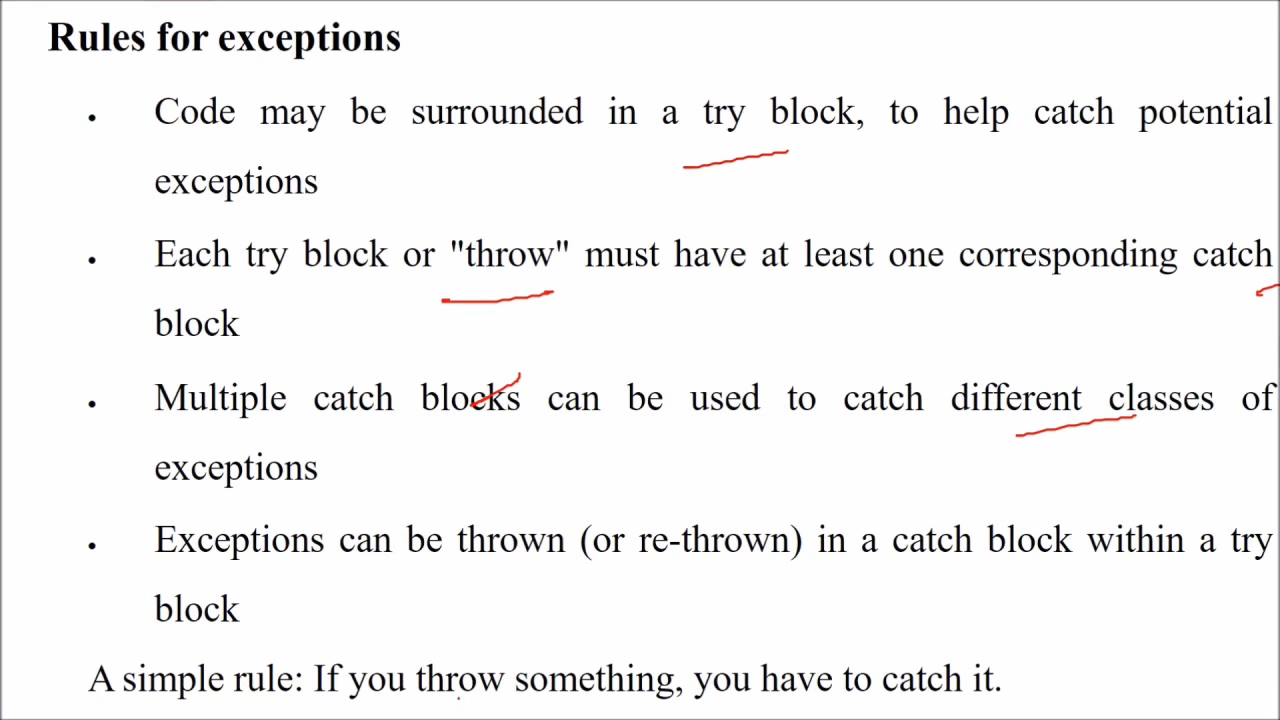 Rules for exceptions
• Code may be surrounded in a try block, to help catch potential
exceptions
• Each try block or "throw" must have at least one corresponding catch
block
• Multiple catch blocks can be used to catch different classes of
exceptions
• Exceptions can be thrown (or re-thrown) in a catch block within a try
block
A simple rule: If you throw something, you have to catch it.